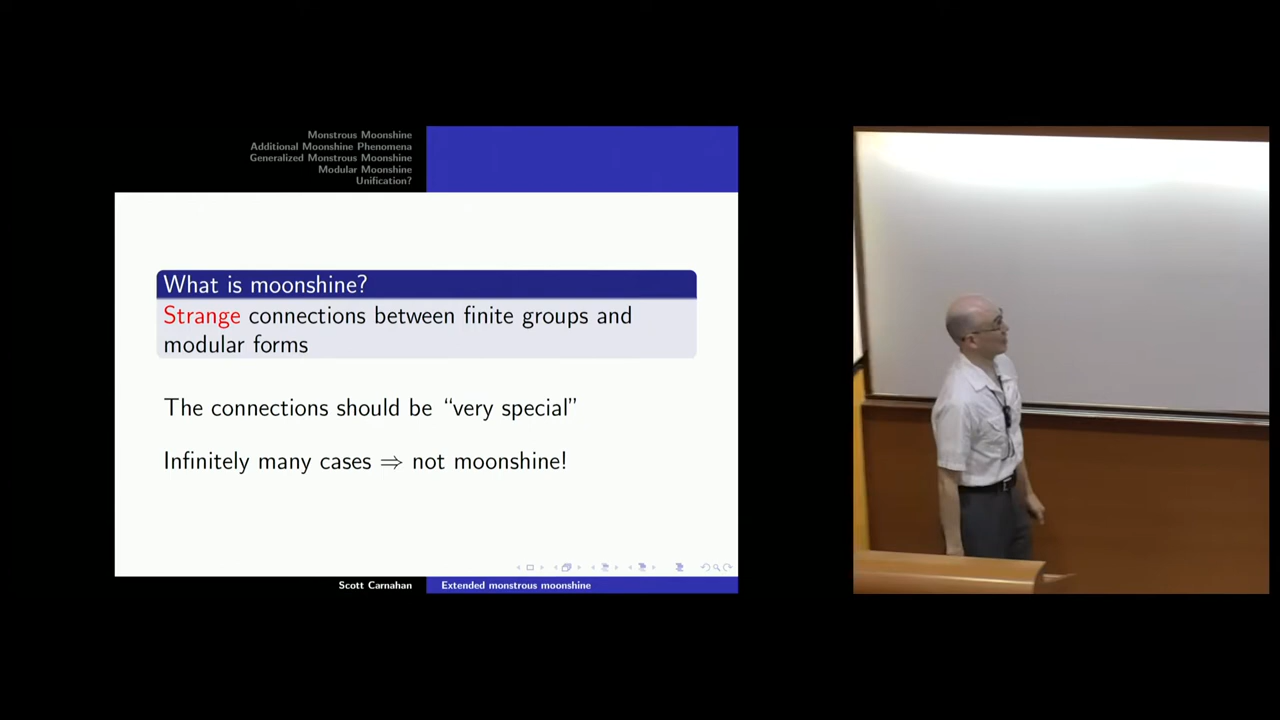 Monstrous Moonshine
Additional Moonshine Phenomena
Generalized Monstrous Moonshine
Modular Moonshine
Unification?
What is moonshine?
Strange connections between finite groups and
modular forms
The connections should be “very special”
Infinitely many cases ⇒ not moonshine!
Scott Carnahan
Extended monstrous moonshine